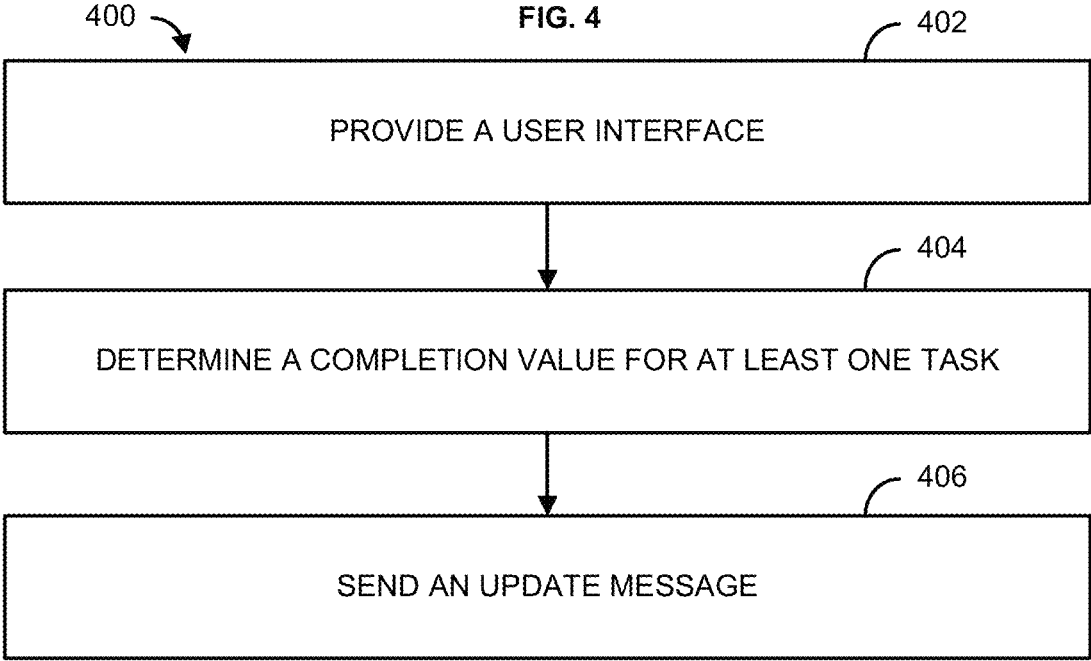 400
FIG. 4
402
PROVIDE A USER INTERFACE
404
DETERMINE A COMPLETION VALUE FOR AT LEAST ONE TASK
406
SEND AN UPDATE MESSAGE